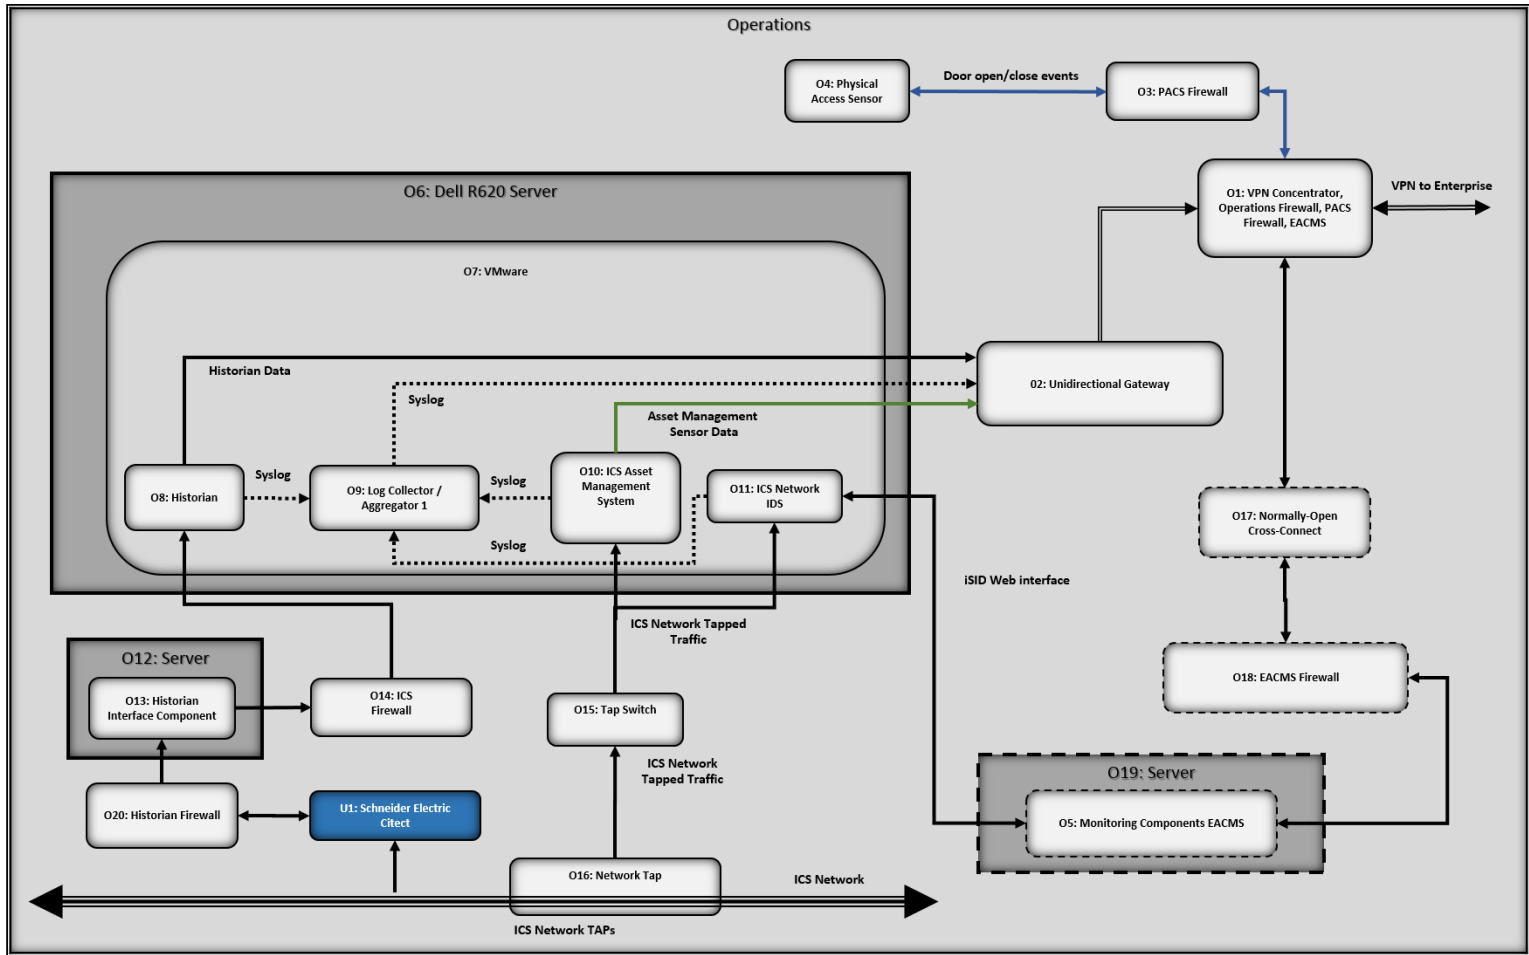 Operations
O4: Physical
Access Sensor
Door open/close events
O3: PACS Firewall
O6: Dell R620 Server
O1: VPN Concentrator,
Operations Firewall, PACS
Firewall, EACMS
VPN to Enterprise
O7: VMware
Historian Data
02: Unidirectional Gateway
Syslog
Asset Management
Sensor Data
O8: Historian
Syslog
O9: Log Collector /
Aggregator 1
Syslog
O10: ICS Asset
Management
System
O11: ICS Network
IDS
Syslog
O17: Normally-Open
Cross-Connect
iSID Web interface
ICS Network Tapped
Traffic
O12: Server
O13: Historian
Interface Component
O14: ICS
Firewall
O15: Tap Switch
O18: EACMS Firewall
ICS Network
Tapped Traffic
O19: Server
O20: Historian Firewall
U1: Schneider Electric
Citect
O5: Monitoring Components EACMS
O16: Network Tap
ICS Network
ICS Network TAPs